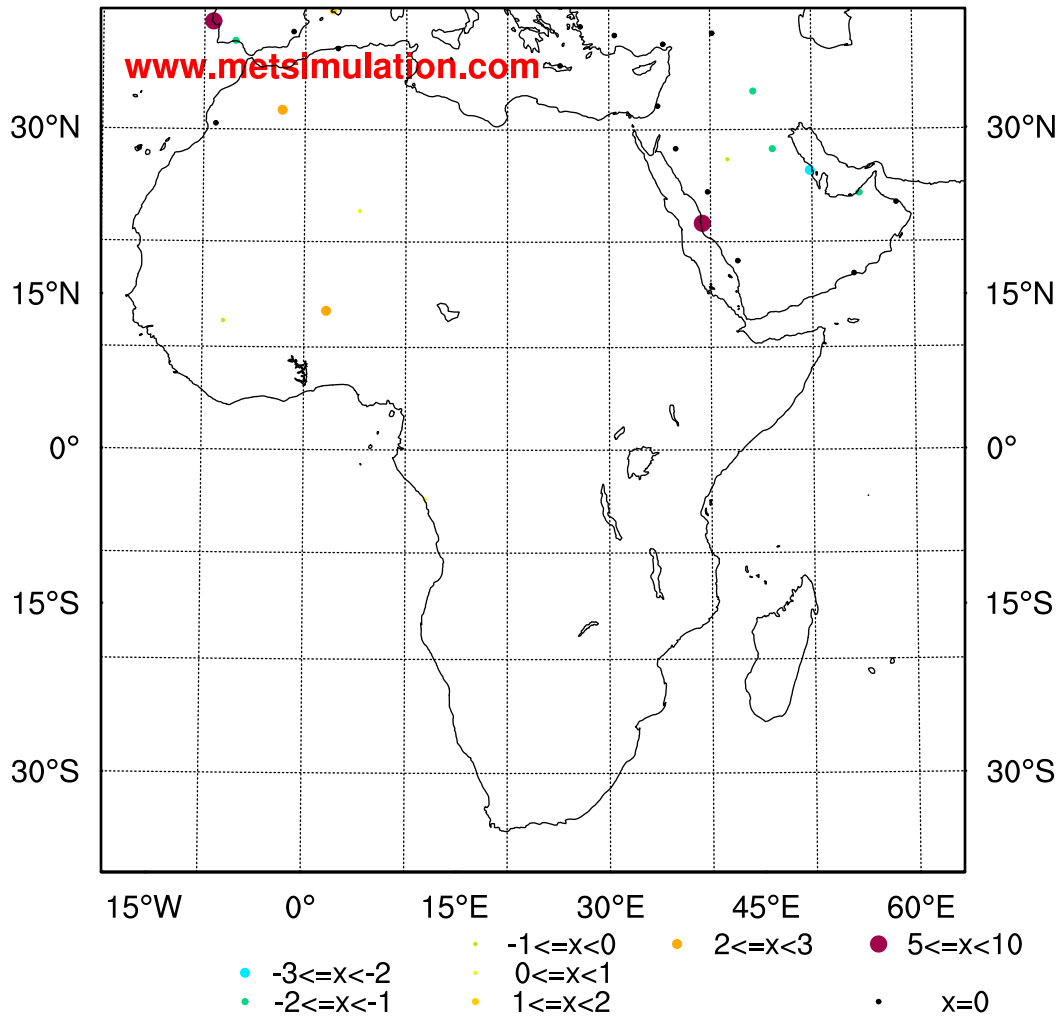 www.metsimulation.com
30°N 30°N
15°N 15°N
0° 0°
15°S 15°S
30°S 30°S
15°W 0° 15°E 30°E 45°E 60°E
-1<=x<0 2<=x<3 5<=x<10
-3<=x<-2 0<=x<1
-2<=x<-1 1<=x<2 x=0